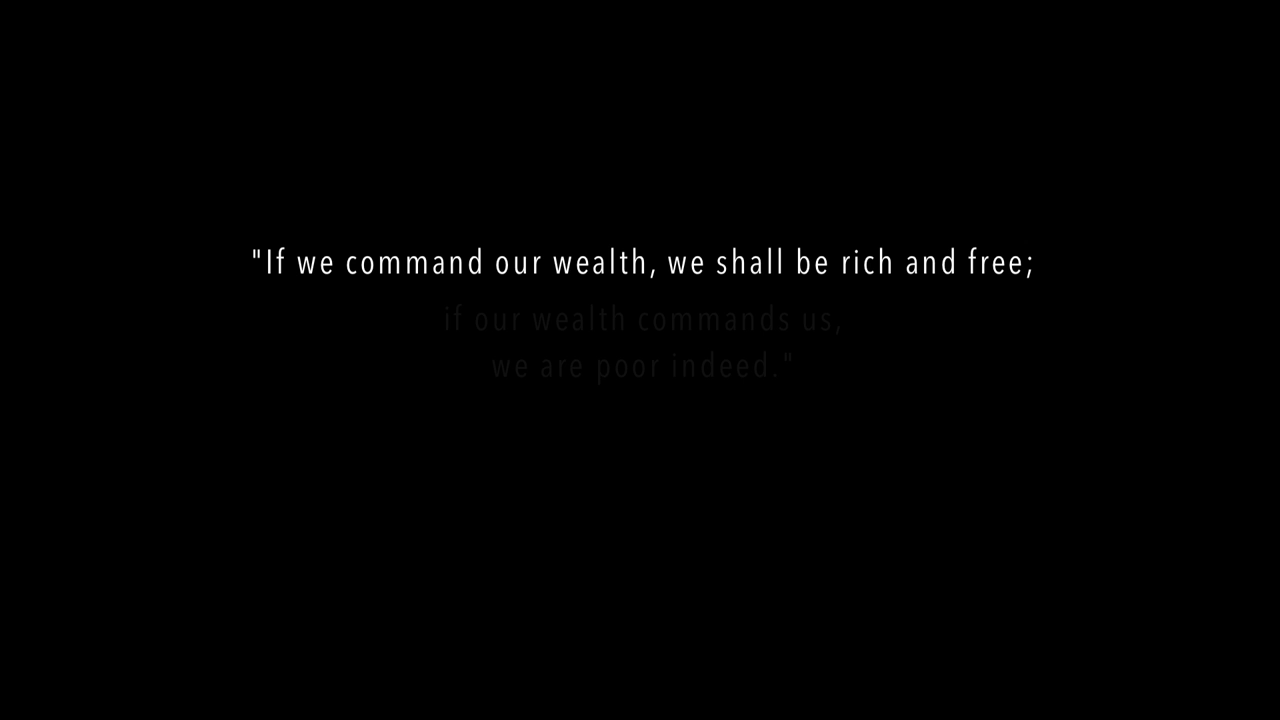 "If we command our wealth, we shall be rich and free;
if our wealth commands us,
we are poor indeed."